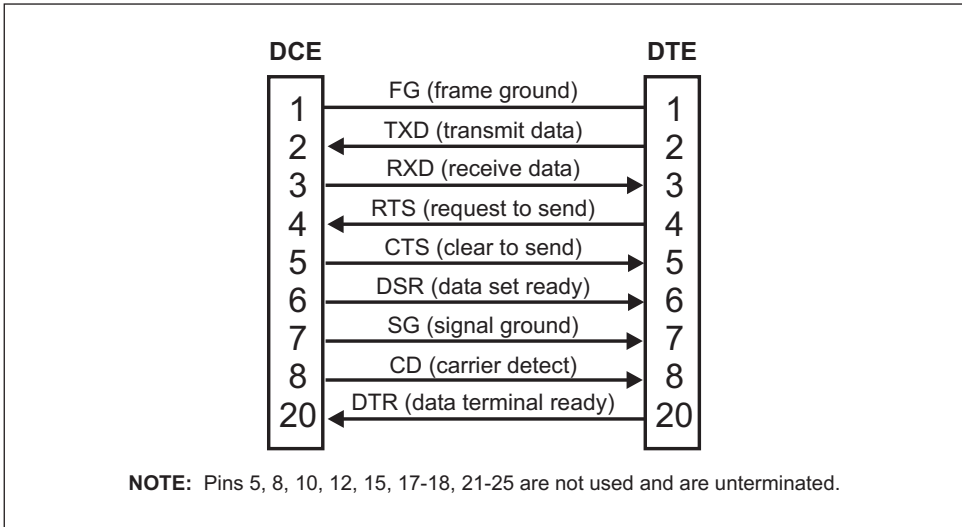 DCE DTE
1 FG (frame ground) 1
2 TXD (transmit data) 2
3 RXD (receive data) 3
4 RTS (request to send) 4
5 CTS (clear to send) 5
6 DSR (data set ready) 6
7 SG (signal ground) 7
8 CD (carrier detect) 8
20 DTR (data terminal ready) 20
NOTE: Pins 5, 8, 10, 12, 15, 17-18, 21-25 are not used and are unterminated.